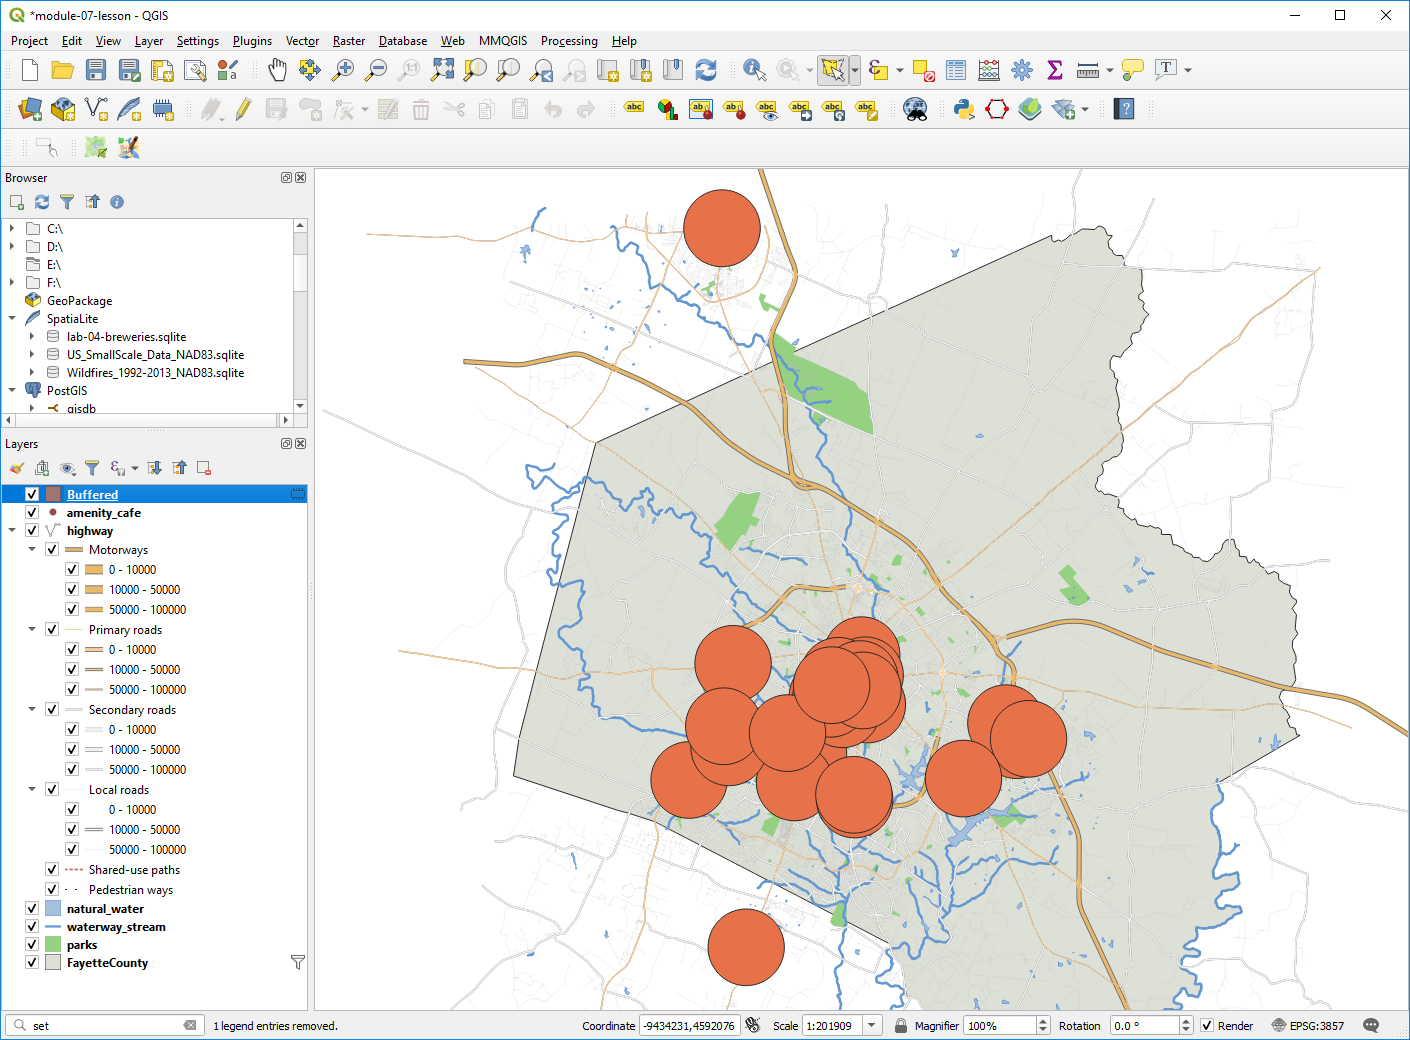 *module-07-lesson - QGIS
Project Edit View Layer Settings Plugins Vector Raster Database Web MMQGIS Processing Help
Browser
C:\
D:\
E:\
F:\
GeoPackage
SpatiaLite
lab-04-breweries.sqlite
US_SmallScale_Data_NAD83.sqlite
Wildfires_1992-2013_NAD83.sqlite
PostGIS
gisdb
Layers
Buffered
amenity_cafe
highway
Motorways
0 - 10000
10000 - 50000
50000 - 100000
Primary roads
0 - 10000
10000 - 50000
50000 - 100000
Secondary roads
0 - 10000
10000 - 50000
50000 - 100000
Local roads
0 - 10000
10000 - 50000
50000 - 100000
Shared-use paths
Pedestrian ways
natural_water
waterway_stream
parks
FayetteCounty
set 1 legend entries removed. Coordinate -9434231,4592076 Scale 1:201909 Magnifier 100% Rotation 0.0 ° Render EPSG:3857